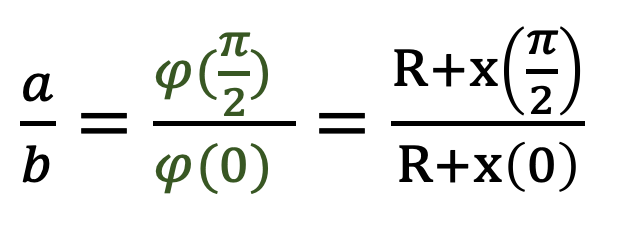 a/b = φ(π/2)/φ(0) = R+x(π/2)/R+x(0)